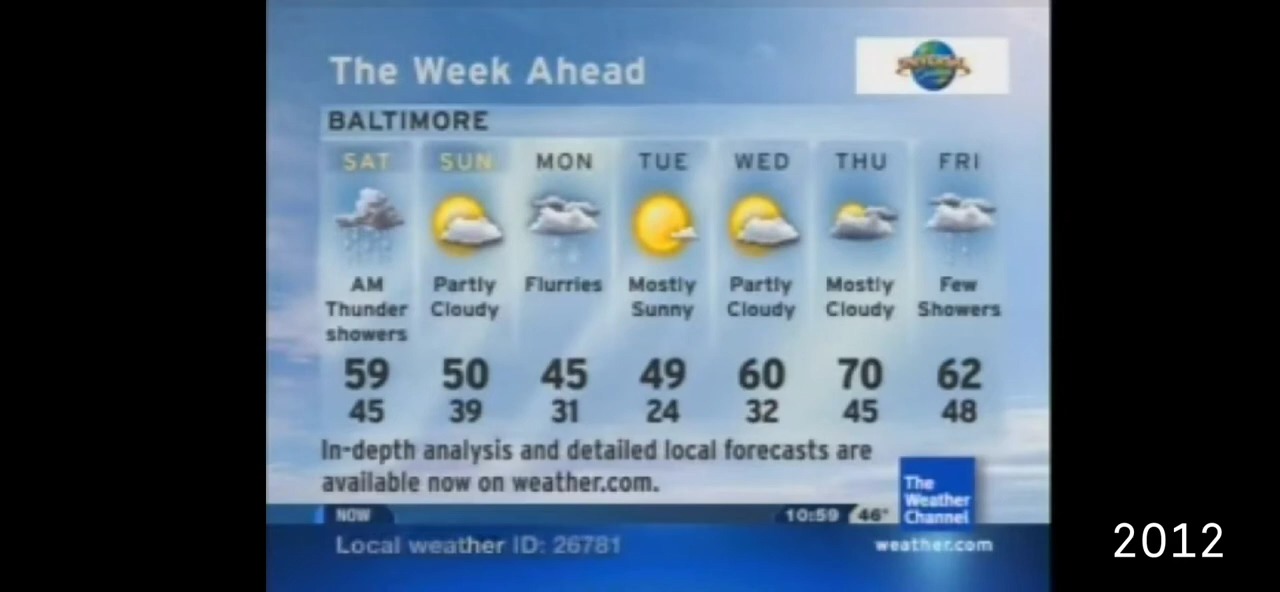 The Week Ahead
UNIVERSAL
BALTIMORE
SAT SUN MON TUE WED THU FRI
AM Partly Flurries Mostly Partly Mostly Few
Thunder Cloudy Sunny Cloudy Cloudy Showers
showers
59 50 45 49 60 70 62
45 39 31 24 32 45 48
In-depth analysis and detailed local forecasts are
available now on weather.com.
The
Weather
Channel
NOW 10:59 46°
Local weather ID: 26781
weather.com
2012